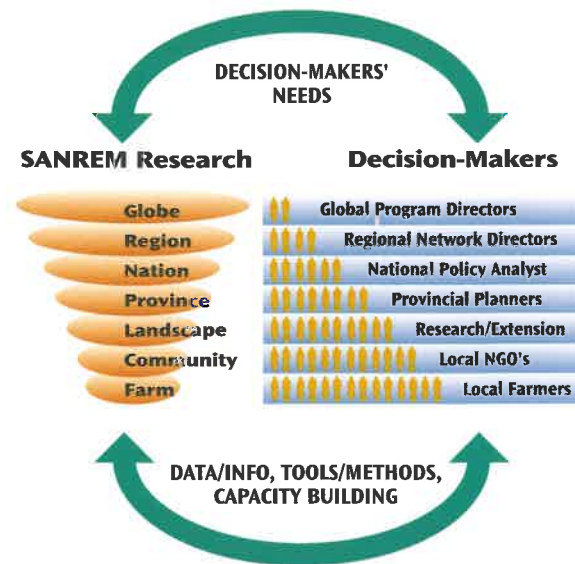 DECISION-MAKERS'
NEEDS
SANREM Research
Decision-Makers
Globe
Global Program Directors
Region
Regional Network Directors
Nation
National Policy Analyst
Province
Provincial Planners
Landscape
Research/Extension
Community
Local NGO's
Farm
Local Farmers
DATA/INFO, TOOLS/METHODS,
CAPACITY BUILDING